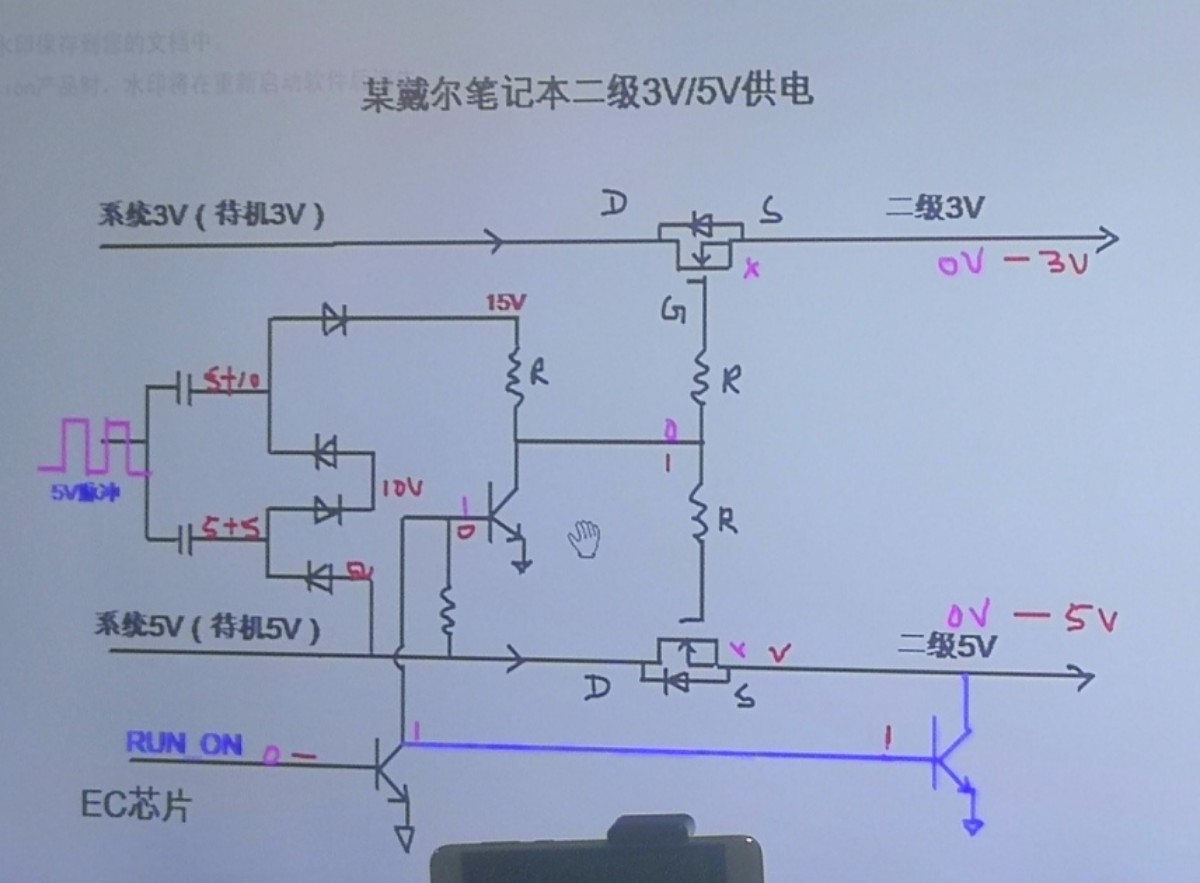 水印保存到您的文档中
ion产品时，水印将在重新启动软件后
某戴尔笔记本二级3V/5V供电
系统3V（待机3V）
D
S
二级3V
X
0V - 3V
15V
G
5+10
R
R
0
1
5V脉冲
10V
5+5
1
0
R
5
系统5V（待机5V）
0V - 5V
X V
二级5V
D
S
RUN_ON
0 -
1
1
EC芯片